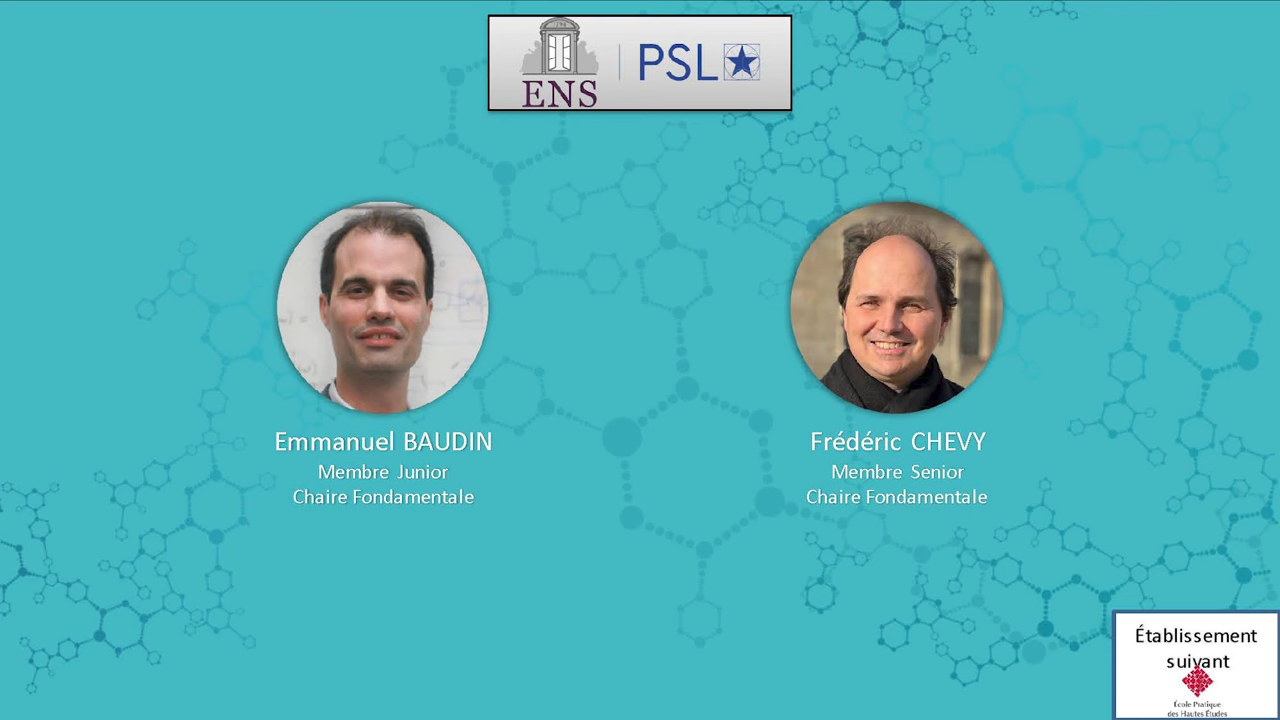 ENS
PSL
Emmanuel BAUDIN
Membre Junior
Chaire Fondamentale
Frédéric CHEVY
Membre Senior
Chaire Fondamentale
Établissement
suivant
École Pratique
des Hautes Études